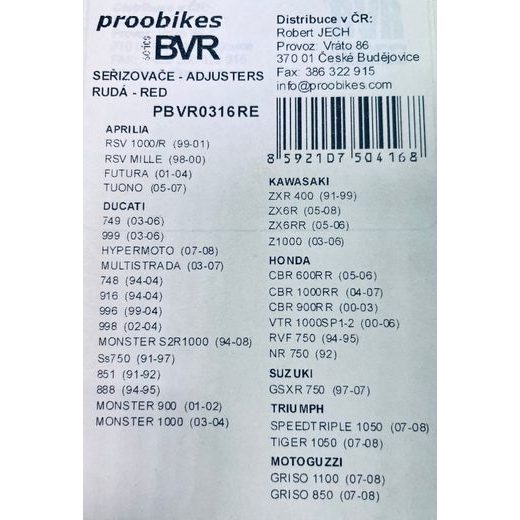 proobikes
BVR
SEŘIZOVAČE - ADJUSTERS
RUDÁ - RED
PBVR0316RE
Distribuce v ČR:
Robert JECH
Provoz: Vráto 86
370 01 České Budějovice
Fax: 386 322 915
info@proobikes.com
8 592107 504168
APRILIA
RSV 1000/R (99-01)
RSV MILLE (98-00)
FUTURA (01-04)
TUONO (05-07)
DUCATI
749 (03-06)
999 (03-06)
HYPERMOTO (07-08)
MULTISTRADA (03-07)
748 (94-04)
916 (94-04)
996 (99-04)
998 (02-04)
MONSTER S2R1000 (94-08)
Ss750 (91-97)
851 (91-92)
888 (94-95)
MONSTER 900 (01-02)
MONSTER 1000 (03-04)
KAWASAKI
ZXR 400 (91-99)
ZX6R (05-08)
ZX6RR (05-06)
Z1000 (03-06)
HONDA
CBR 600RR (05-06)
CBR 1000RR (04-07)
CBR 900RR (00-03)
VTR 1000SP1-2 (00-06)
RVF 750 (94-95)
NR 750 (92)
SUZUKI
GSXR 750 (97-07)
TRIUMPH
SPEEDTRIPLE 1050 (07-08)
TIGER 1050 (07-08)
MOTOGUZZI
GRISO 1100 (07-08)
GRISO 850 (07-08)